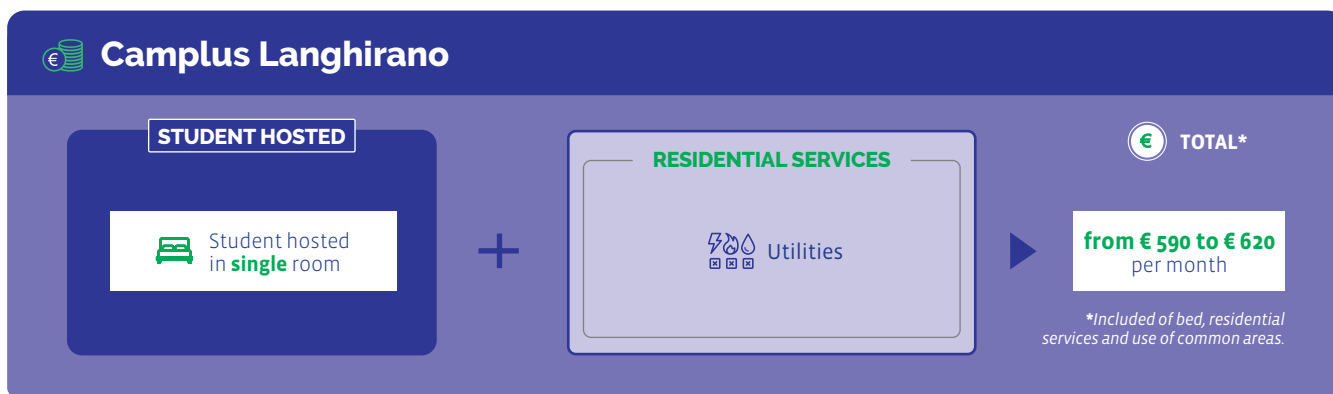 € Camplus Langhirano
STUDENT HOSTED
Student hosted
in single room
+
RESIDENTIAL SERVICES
Utilities
€ TOTAL*
from € 590 to € 620
per month
*Included of bed, residential
services and use of common areas.